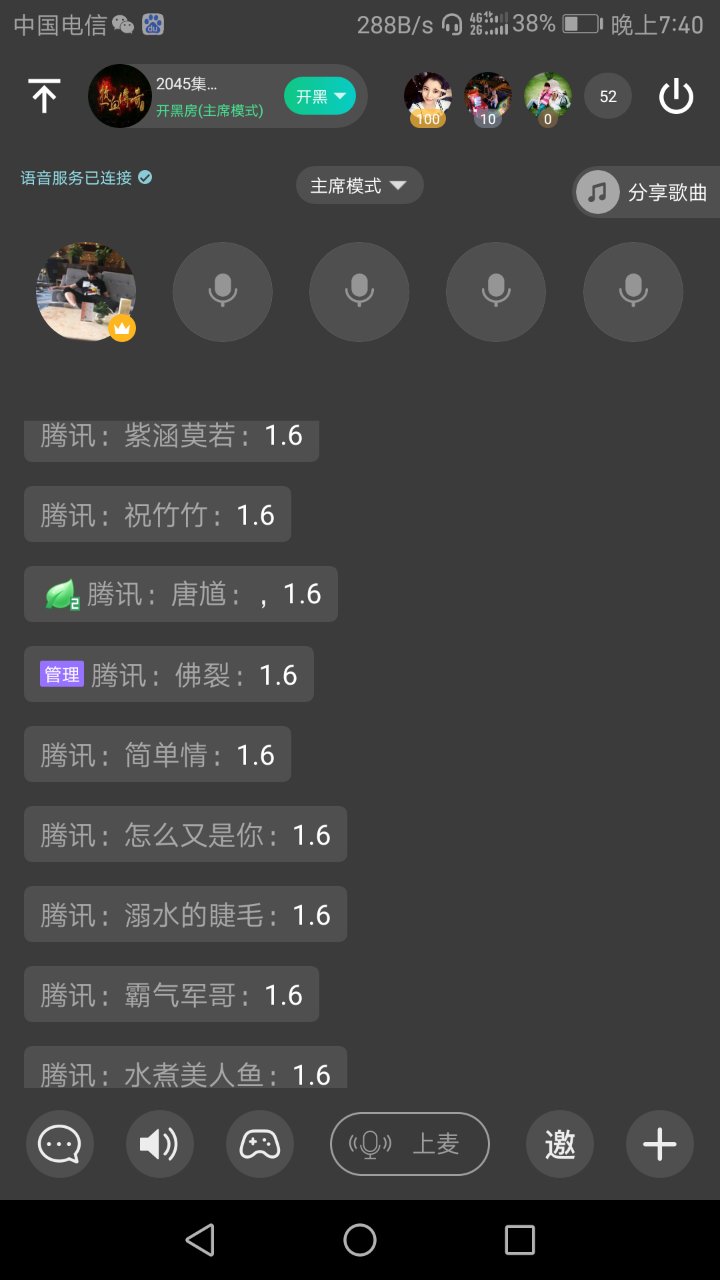 中国电信 288B/s 4G 2G 38% 晚上7:40
2045集...
开黑房(主席模式)
开黑
100 10 0 52
语音服务已连接
主席模式
分享歌曲
腾讯：紫涵莫若：1.6
腾讯：祝竹竹：1.6
2 腾讯：唐馗：，1.6
管理 腾讯：佛裂：1.6
腾讯：简单情：1.6
腾讯：怎么又是你：1.6
腾讯：溺水的睫毛：1.6
腾讯：霸气军哥：1.6
腾讯：水煮美人鱼：1.6
上麦 邀